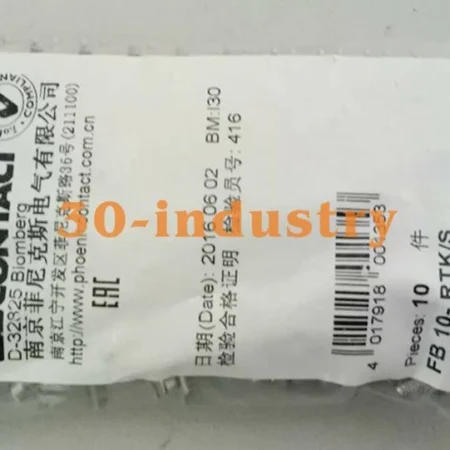 COMPLIAN
CONTACT
D-32825 Blomberg
南京菲尼克斯电气有限公司
南京江宁开发区菲尼克斯路36号(211100)
http://www.phoenixcontact.com.cn
EAC
日期(Date): 2016.06.02 BM:I30
检验合格证明 检验员号: 416
4 017918 00
Pieces: 10 件
FB 10- RTK/S
30-industry